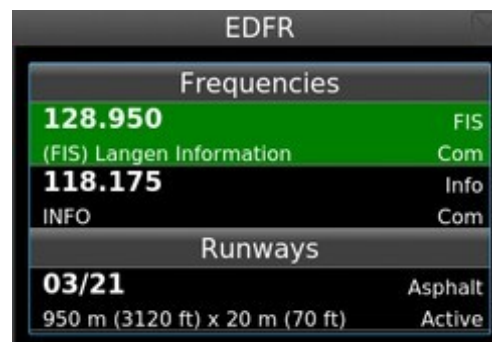 EDFR
Frequencies
128.950 FIS
(FIS) Langen Information Com
118.175 Info
INFO Com
Runways
03/21 Asphalt
950 m (3120 ft) x 20 m (70 ft) Active